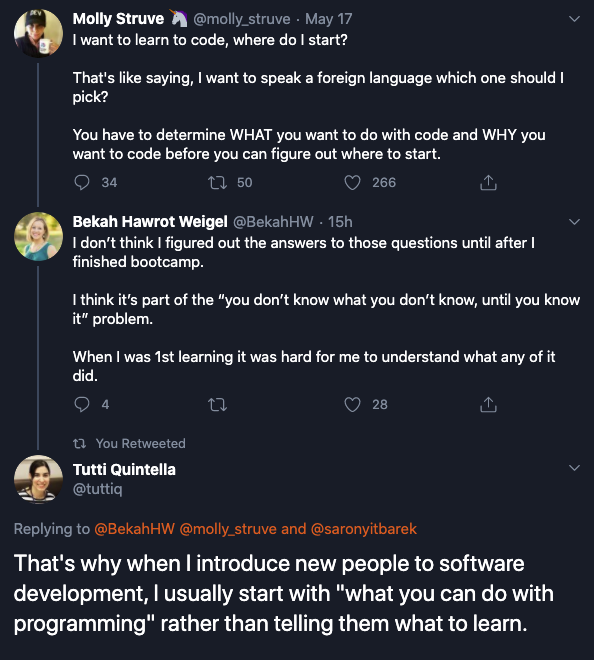 Molly Struve 🦄 @molly_struve · May 17
I want to learn to code, where do I start?
That's like saying, I want to speak a foreign language which one should I
pick?
You have to determine WHAT you want to do with code and WHY you
want to code before you can figure out where to start.
34 50 266
Bekah Hawrot Weigel @BekahHW · 15h
I don’t think I figured out the answers to those questions until after I
finished bootcamp.
I think it’s part of the “you don’t know what you don’t know, until you know
it” problem.
When I was 1st learning it was hard for me to understand what any of it
did.
4 28
You Retweeted
Tutti Quintella
@tuttiq
Replying to @BekahHW @molly_struve and @saronyitbarek
That's why when I introduce new people to software
development, I usually start with "what you can do with
programming" rather than telling them what to learn.